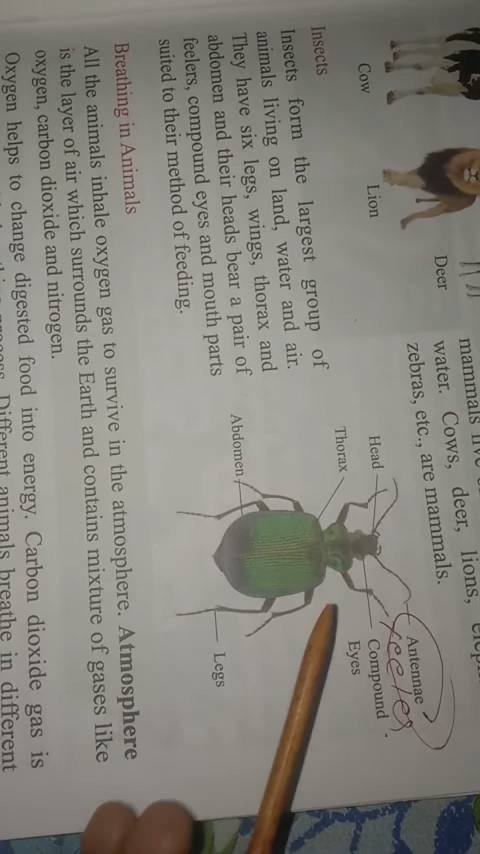 Cow
Lion
Deer
mammals live
water. Cows, deer, lions,
zebras, etc., are mammals.
Insects
Insects form the largest group of
animals living on land, water and air.
They have six legs, wings, thorax and
abdomen and their heads bear a pair of
feelers, compound eyes and mouth parts
suited to their method of feeding.
Antennae
feeler
Head
Compound
Eyes
Thorax
Abdomen
Legs
Breathing in Animals
All the animals inhale oxygen gas to survive in the atmosphere. Atmosphere
is the layer of air which surrounds the Earth and contains mixture of gases like
oxygen, carbon dioxide and nitrogen.
Oxygen helps to change digested food into energy. Carbon dioxide gas is
process. Different animals breathe in different